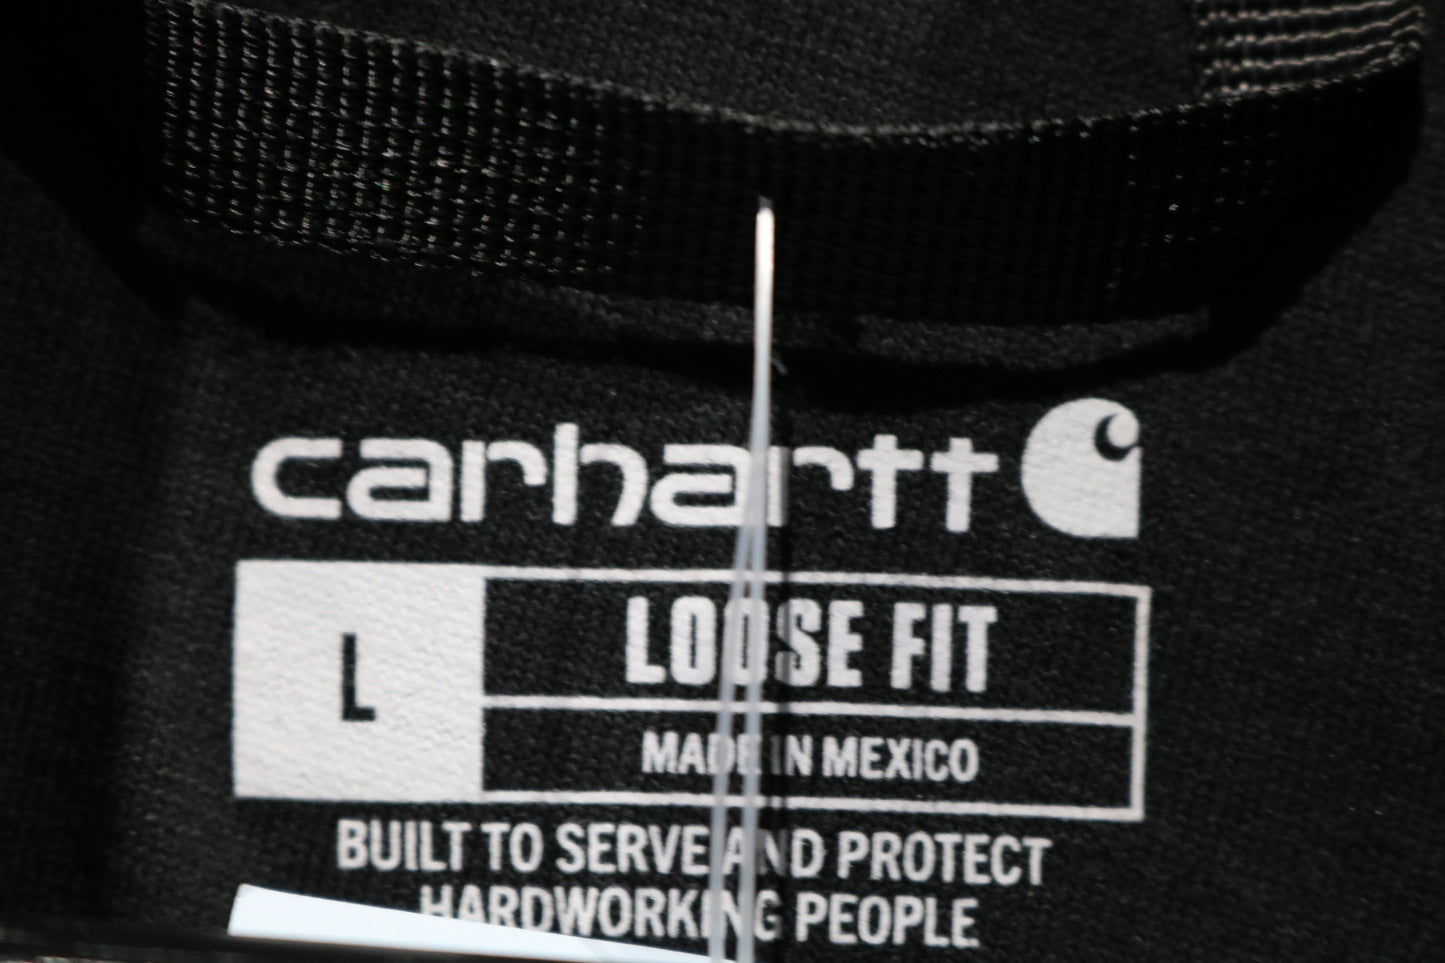 carhartt
L
LOOSE FIT
MADE IN MEXICO
BUILT TO SERVE AND PROTECT
HARDWORKING PEOPLE